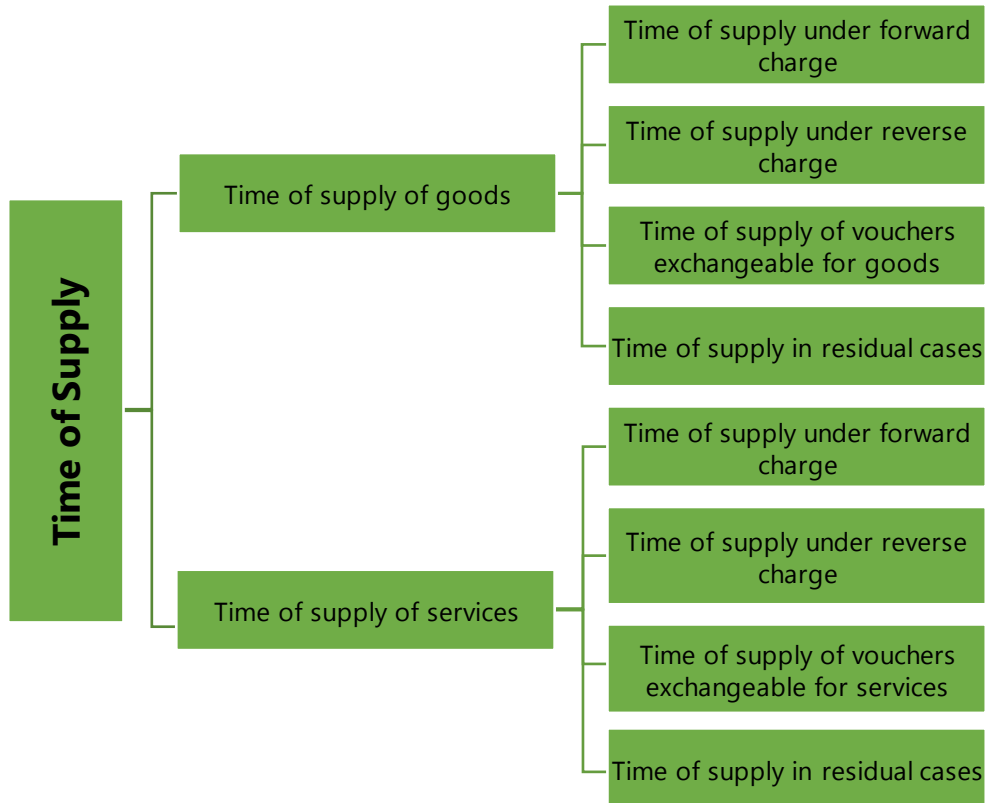 Time of Supply
Time of supply of goods
Time of supply under forward
charge
Time of supply under reverse
charge
Time of supply of vouchers
exchangeable for goods
Time of supply in residual cases
Time of supply of services
Time of supply under forward
charge
Time of supply under reverse
charge
Time of supply of vouchers
exchangeable for services
Time of supply in residual cases